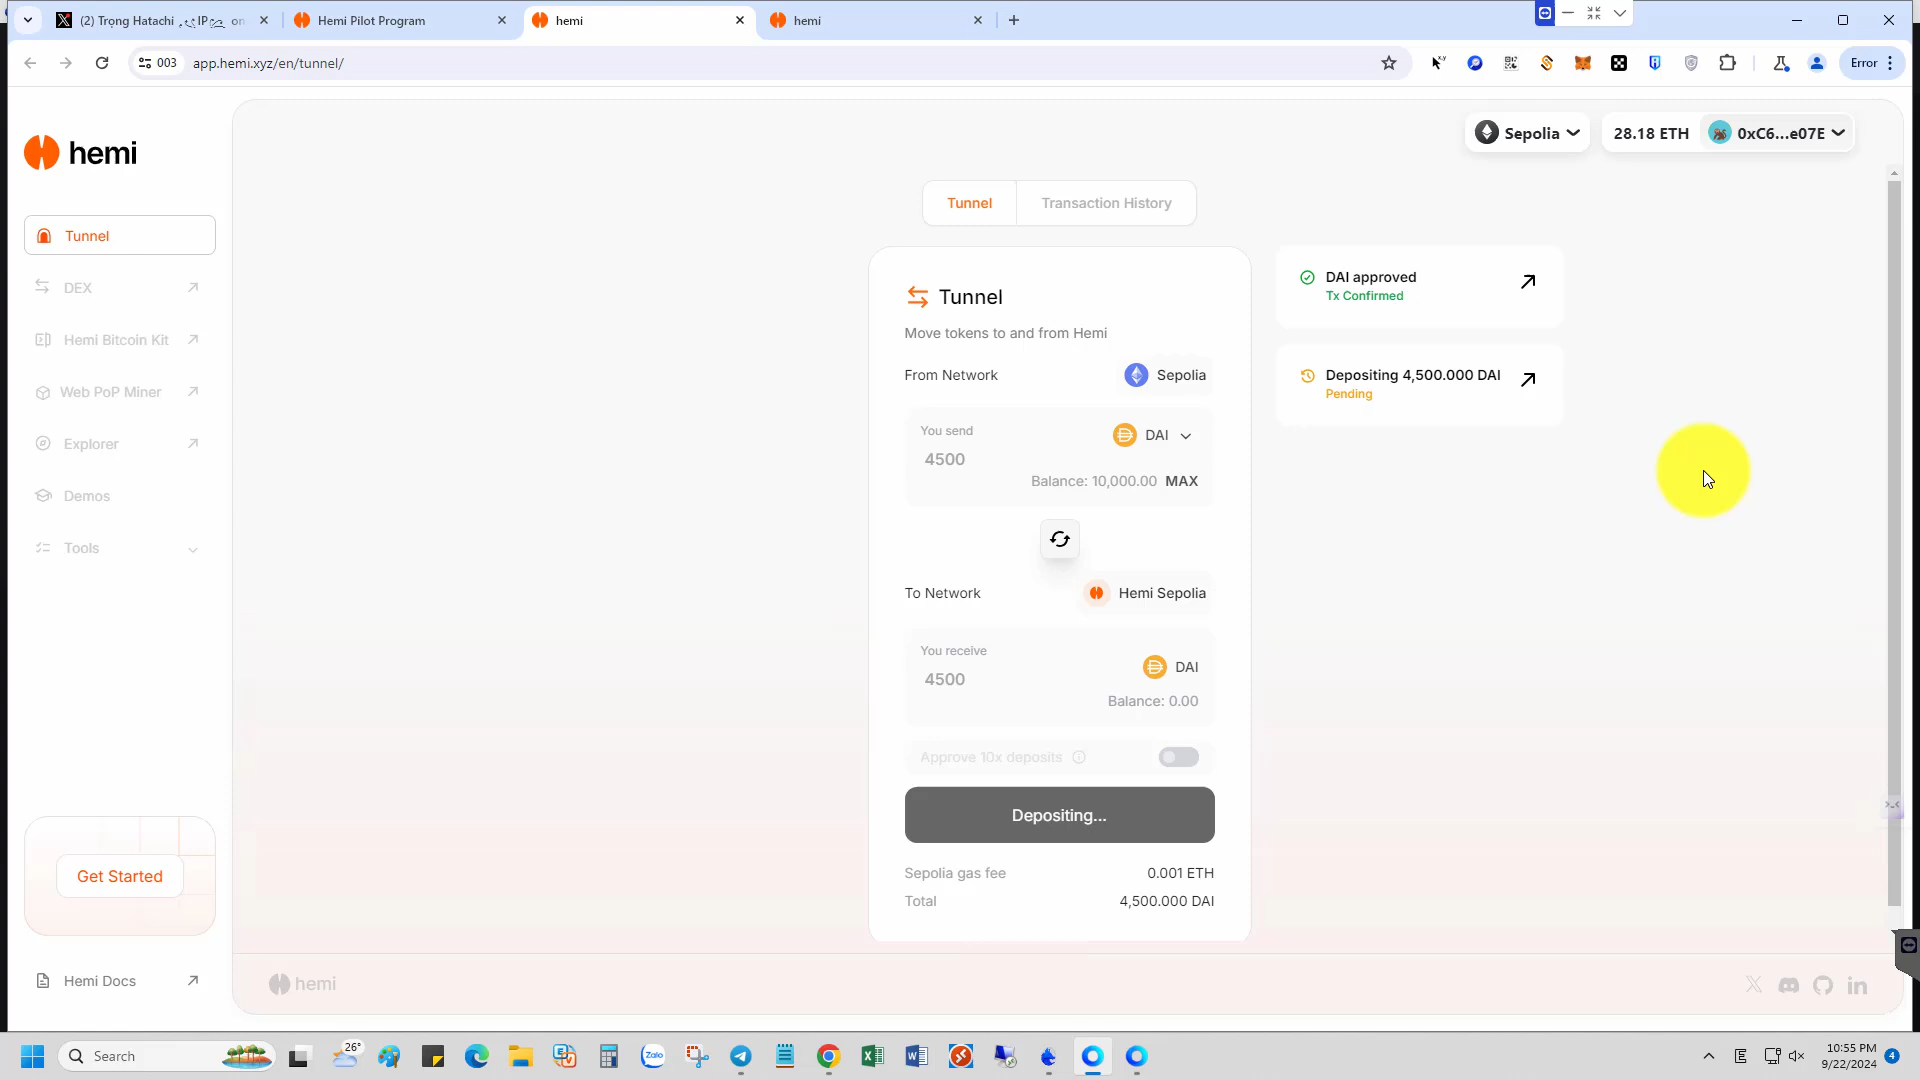 (2) Trọng Hatachi
Hemi Pilot Program
hemi
hemi
003
app.hemi.xyz/en/tunnel/
Error
hemi
Sepolia
28.18 ETH
0xC6...e07E
Tunnel
DEX
Hemi Bitcoin Kit
Web PoP Miner
Explorer
Demos
Tools
Get Started
Hemi Docs
Tunnel
Transaction History
Tunnel
Move tokens to and from Hemi
From Network
Sepolia
You send
DAI
4500
Balance: 10,000.00 MAX
To Network
Hemi Sepolia
You receive
4500
DAI
Balance: 0.00
Approve 10x deposits
Depositing...
Sepolia gas fee
0.001 ETH
Total
4,500.000 DAI
DAI approved
Tx Confirmed
Depositing 4,500.000 DAI
Pending
hemi
Search
26°
Zalo
10:55 PM
9/22/2024
4